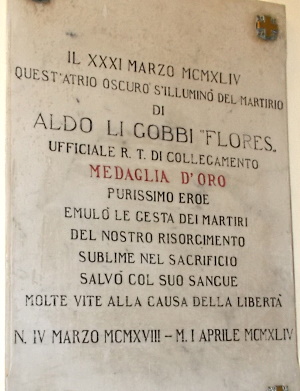 IL XXXI MARZO MCMXLIV
QUEST'ATRIO OSCURO S'ILLUMINÒ DEL MARTIRIO
DI
ALDO LI GOBBI "FLORES"
UFFICIALE R. T. DI COLLEGAMENTO
MEDAGLIA D'ORO
PURISSIMO EROE
EMULÒ LE GESTA DEI MARTIRI
DEL NOSTRO RISORGIMENTO
SUBLIME NEL SACRIFICIO
SALVÒ COL SUO SANGUE
MOLTE VITE ALLA CAUSA DELLA LIBERTÀ
N. IV MARZO MCMXVIII – M. I APRILE MCMXLIV